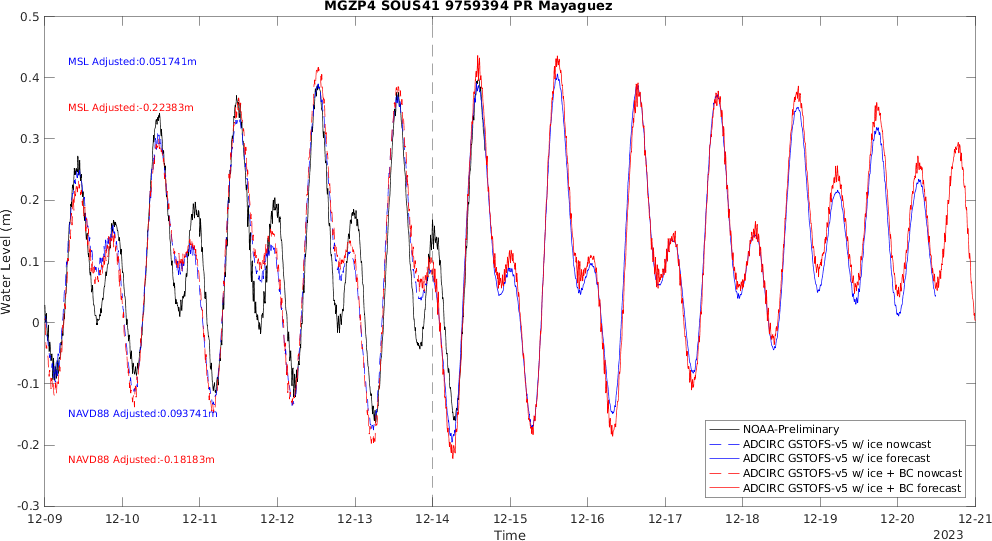 MGZP4 SOUS41 9759394 PR Mayaguez
0.5
0.4
0.3
0.2
0.1
0
-0.1
-0.2
-0.3
Water Level (m)
MSL Adjusted:0.051741m
MSL Adjusted:-0.22383m
NAVD88 Adjusted:0.093741m
NAVD88 Adjusted:-0.18183m
NOAA-Preliminary
ADCIRC GSTOFS-v5 w/ ice nowcast
ADCIRC GSTOFS-v5 w/ ice forecast
ADCIRC GSTOFS-v5 w/ ice + BC nowcast
ADCIRC GSTOFS-v5 w/ ice + BC forecast
12-09 12-10 12-11 12-12 12-13 12-14 12-15 12-16 12-17 12-18 12-19 12-20 12-21
Time
2023